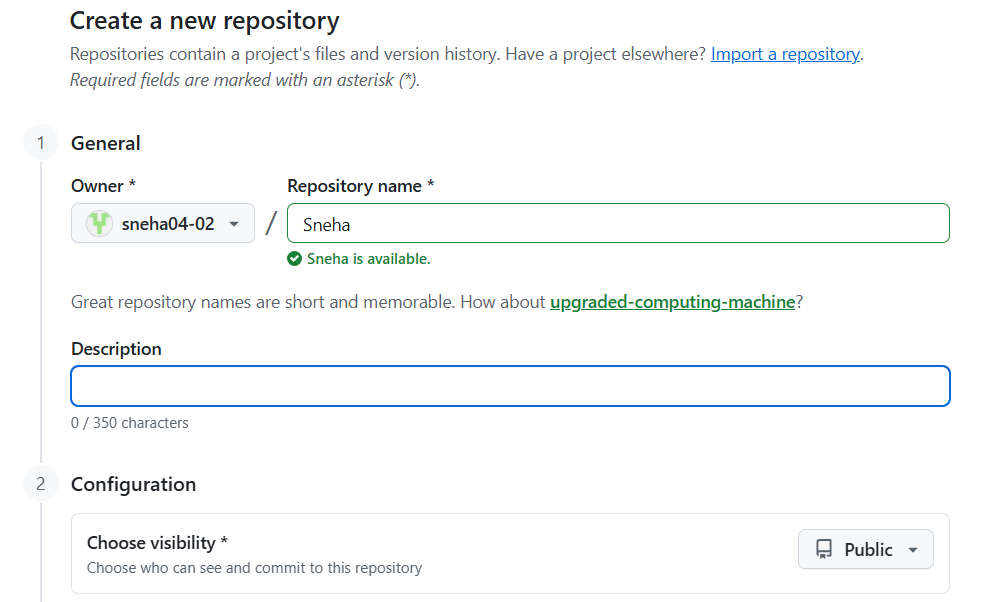 Create a new repository
Repositories contain a project's files and version history. Have a project elsewhere? Import a repository.
Required fields are marked with an asterisk (*).
1 General
Owner * Repository name *
sneha04-02 / Sneha
Sneha is available.
Great repository names are short and memorable. How about upgraded-computing-machine?
Description
0 / 350 characters
2 Configuration
Choose visibility *
Public
Choose who can see and commit to this repository